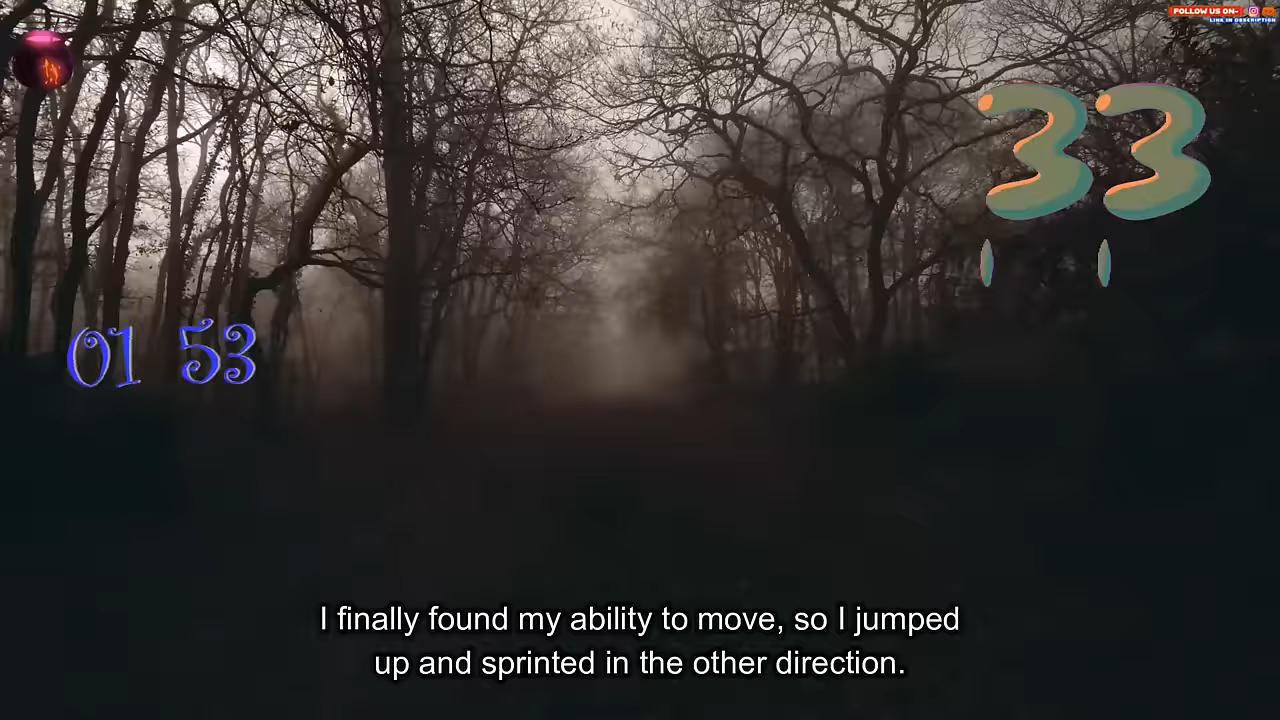 FOLLOW US ON-
LINK IN DESCRIPTION
33
01 53
I finally found my ability to move, so I jumped
up and sprinted in the other direction.